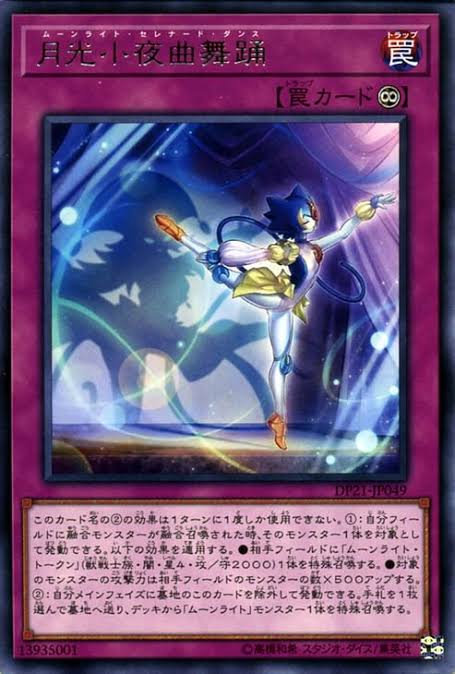 ムーンライト・セレナード・ダンス
月光小夜曲舞踊
トラップ
罠
【罠カード】
DP21-JP049
このカード名の②の効果は1ターンに1度しか使用できない。①:自分フィー
ルドに融合モンスターが融合召喚された時、そのモンスター1体を対象とし
て発動できる。以下の効果を適用する。●相手フィールドに「ムーンライト・
トークン」(獣戦士族・闇・星4・攻/守2000)1体を特殊召喚する。●対象
のモンスターの攻撃力は相手フィールドのモンスターの数×500アップする。
②:自分メインフェイズに墓地のこのカードを除外して発動できる。手札を1枚
選んで墓地へ送り、デッキから「ムーンライト」モンスター1体を特殊召喚する。
13935001
©高橋和希 スタジオ・ダイス/集英社